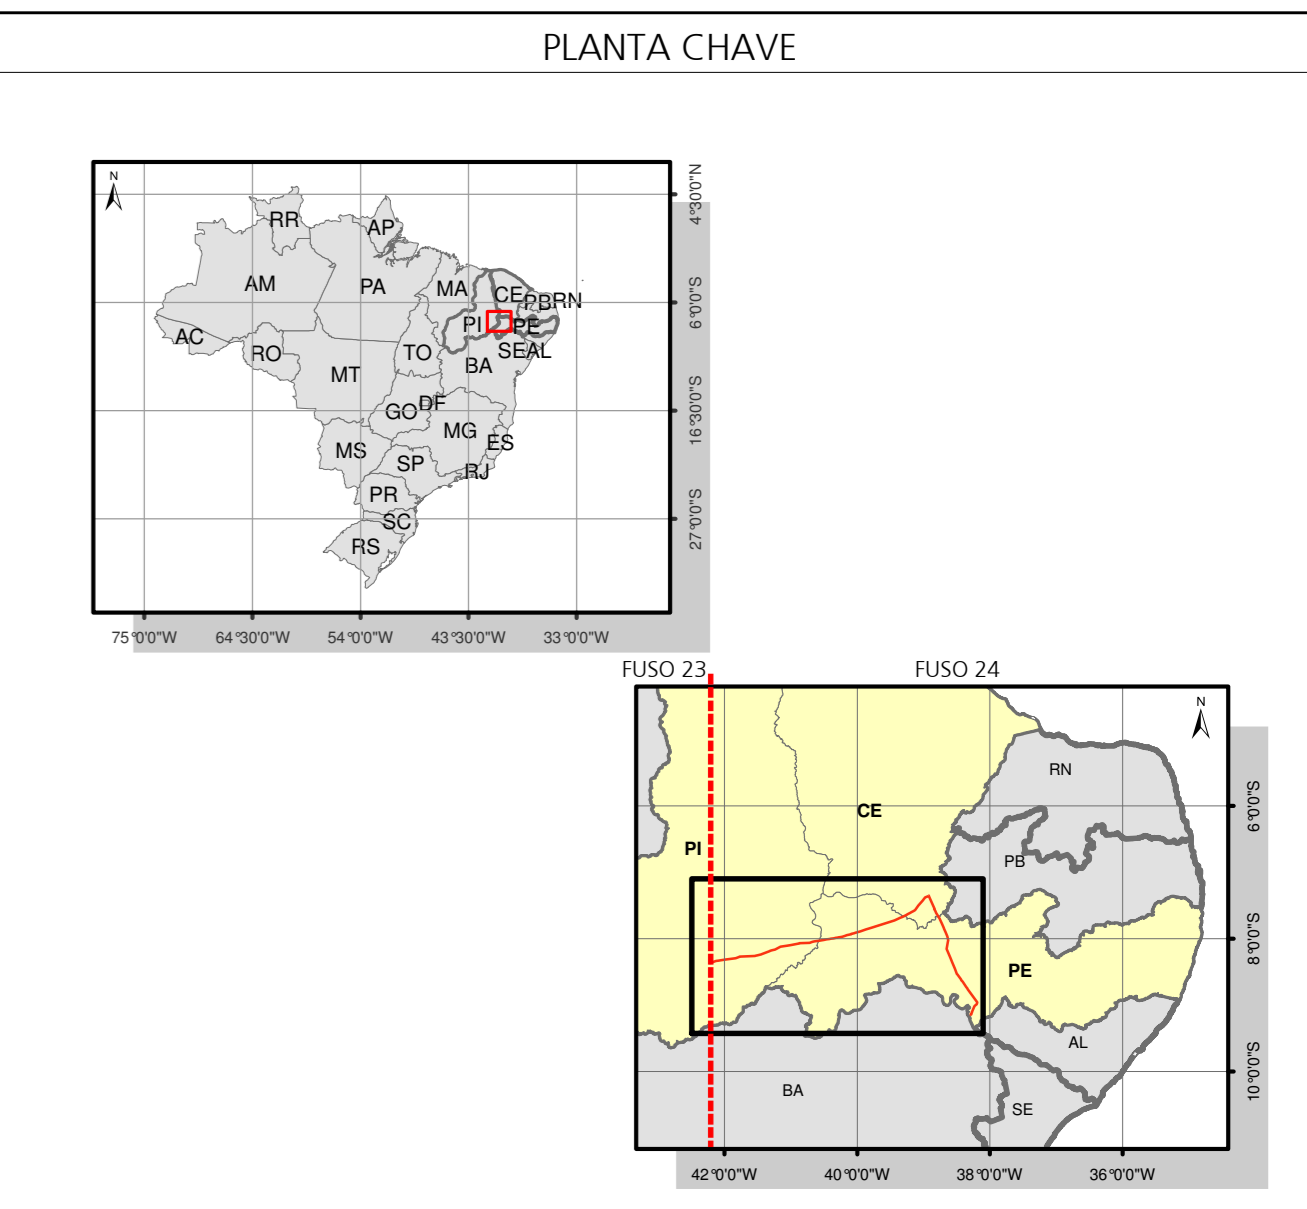 PLANTA CHAVE
N
4°30'0"N
RR
AP
AM
PA
MA
CE
PB
RN
6°0'0"S
AC
PI
PE
RO
TO
SE
AL
MT
BA
DF
GO
16°30'0"S
MG
ES
MS
SP
RJ
PR
SC
27°0'0"S
RS
75°0'0"W 64°30'0"W 54°0'0"W 43°30'0"W 33°0'0"W
FUSO 23 FUSO 24
N
RN
CE
6°0'0"S
PI
PB
8°0'0"S
PE
AL
10°0'0"S
BA
SE
42°0'0"W 40°0'0"W 38°0'0"W 36°0'0"W